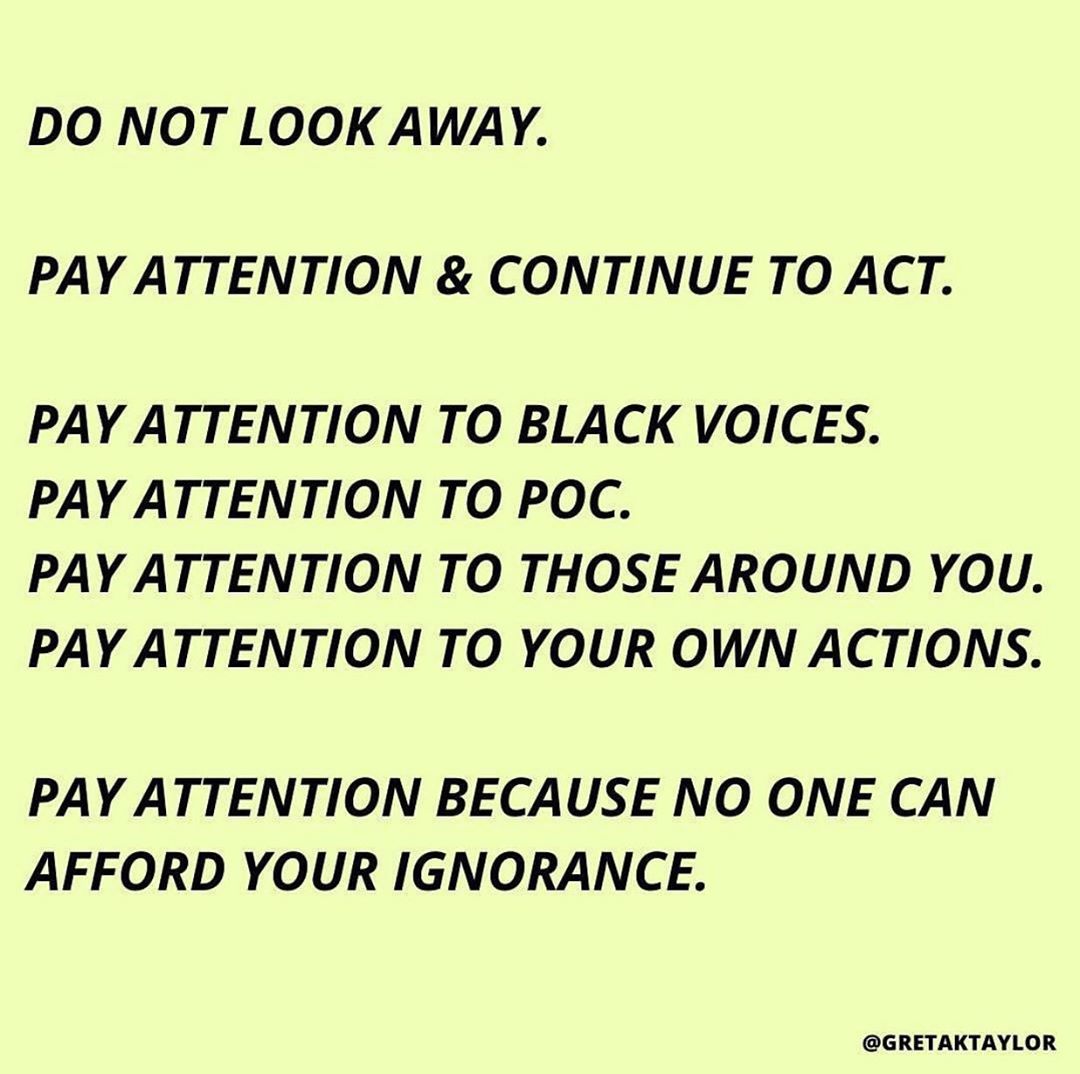 DO NOT LOOK AWAY.
PAY ATTENTION & CONTINUE TO ACT.
PAY ATTENTION TO BLACK VOICES.
PAY ATTENTION TO POC.
PAY ATTENTION TO THOSE AROUND YOU.
PAY ATTENTION TO YOUR OWN ACTIONS.
PAY ATTENTION BECAUSE NO ONE CAN
AFFORD YOUR IGNORANCE.
@GRETAKTAYLOR